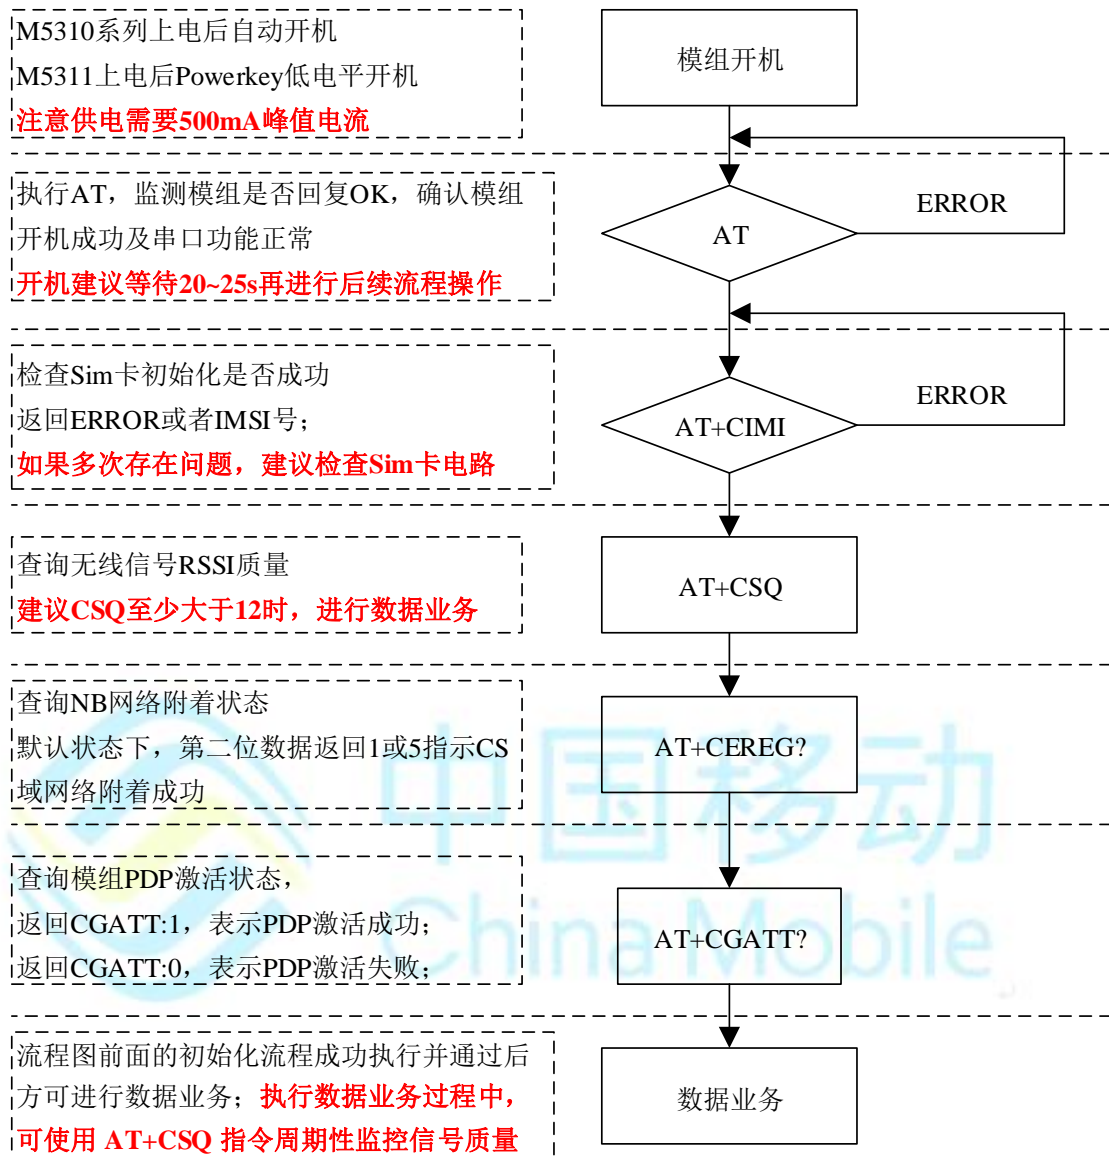 M5310系列上电后自动开机
M5311上电后Powerkey低电平开机
注意供电需要500mA峰值电流
模组开机
执行AT，监测模组是否回复OK，确认模组
开机成功及串口功能正常
开机建议等待20~25s再进行后续流程操作
AT
ERROR
检查Sim卡初始化是否成功
返回ERROR或者IMSI号；
如果多次存在问题，建议检查Sim卡电路
AT+CIMI
ERROR
查询无线信号RSSI质量
建议CSQ至少大于12时，进行数据业务
AT+CSQ
查询NB网络附着状态
默认状态下，第二位数据返回1或5指示CS
域网络附着成功
AT+CEREG?
中国移动
China Mobile
查询模组PDP激活状态，
返回CGATT:1，表示PDP激活成功；
返回CGATT:0，表示PDP激活失败；
AT+CGATT?
流程图前面的初始化流程成功执行并通过后
方可进行数据业务；执行数据业务过程中，
可使用 AT+CSQ 指令周期性监控信号质量
数据业务